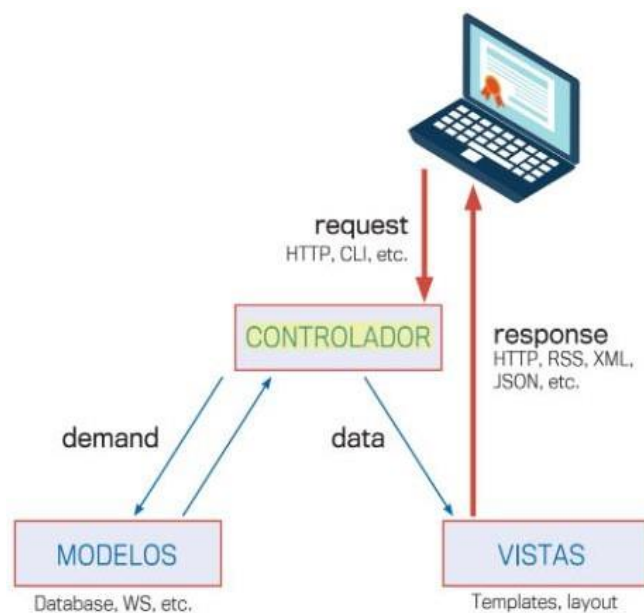 request
HTTP, CLI, etc.
CONTROLADOR
response
HTTP, RSS, XML,
JSON, etc.
demand
data
MODELOS
Database, WS, etc.
VISTAS
Templates, layout